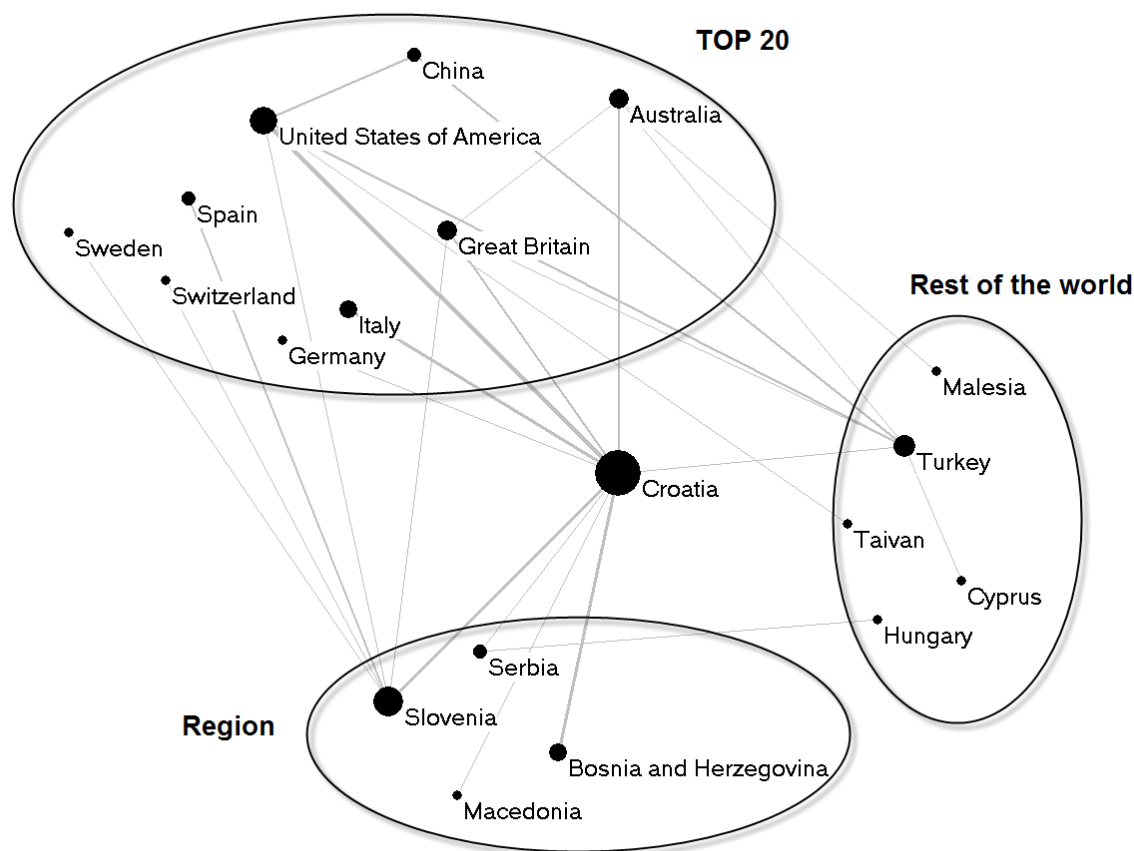 TOP 20
China
Australia
United States of America
Spain
Sweden
Great Britain
Switzerland
Italy
Germany
Rest of the world
Malesia
Turkey
Croatia
Taivan
Cyprus
Hungary
Serbia
Slovenia
Region
Bosnia and Herzegovina
Macedonia